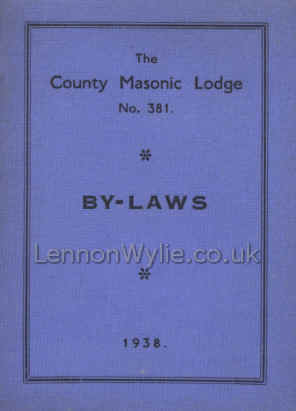 The
County Masonic Lodge
No. 381.
*
BY-LAWS
LennonWylie.co.uk
*
1938.